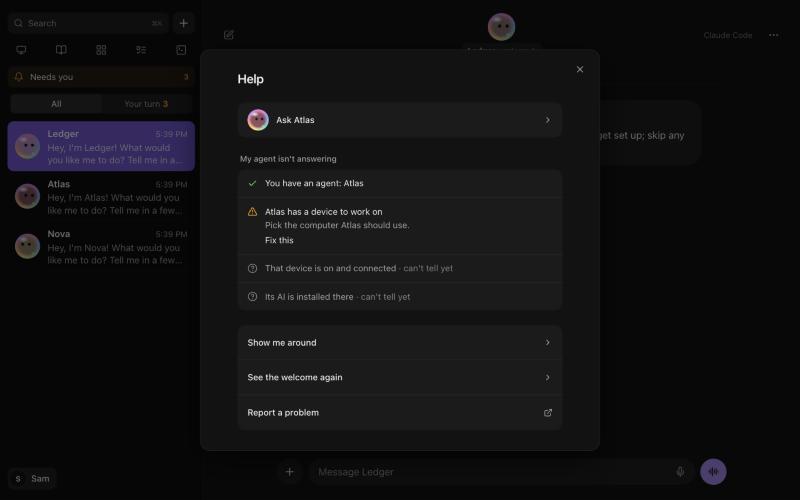 Search
⌘K
Claude Code
Needs you
3
All
Your turn 3
Ledger
5:39 PM
Hey, I'm Ledger! What would
you like me to do? Tell me in a...
Atlas
5:39 PM
Hey, I'm Atlas! What would you
like me to do? Tell me in a few...
Nova
5:39 PM
Hey, I'm Nova! What would you
like me to do? Tell me in a few...
get set up; skip any
Help
Ask Atlas
My agent isn't answering
You have an agent: Atlas
Atlas has a device to work on
Pick the computer Atlas should use.
Fix this
That device is on and connected · can't tell yet
Its AI is installed there · can't tell yet
Show me around
See the welcome again
Report a problem
S
Sam
Message Ledger